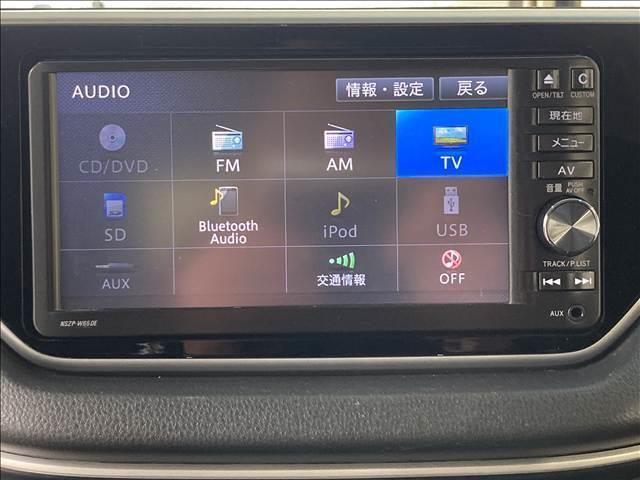 AUDIO
情報・設定
戻る
CD/DVD
FM
AM
TV
SD
Bluetooth
Audio
iPod
USB
AUX
交通情報
OFF
OPEN/TILT
C
CUSTOM
現在地
メニュー
AV
音量
PUSH
AV OFF
TRACK/P.LIST
AUX
NSZP-W66DE